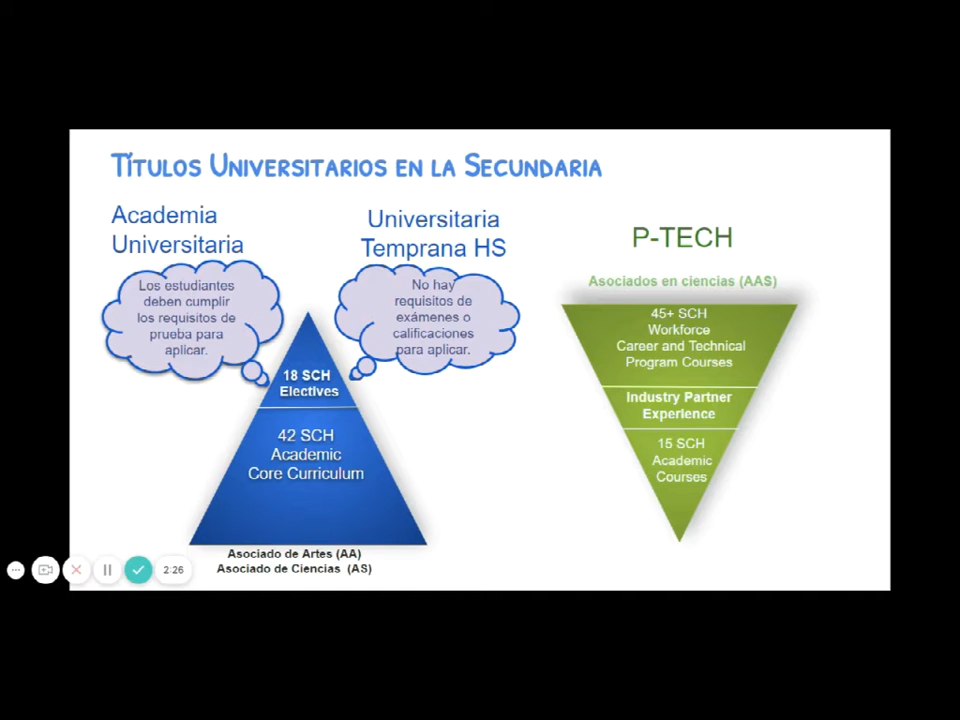 Títulos Universitarios en la Secundaria
Academia
Universitaria
Los estudiantes
deben cumplir
los requisitos de
prueba para
aplicar.
Universitaria
Temprana HS
No hay
requisitos de
exámenes o
calificaciones
para aplicar.
18 SCH
Electives
42 SCH
Academic
Core Curriculum
Asociado de Artes (AA)
Asociado de Ciencias (AS)
P-TECH
Asociados en ciencias (AAS)
45+ SCH
Workforce
Career and Technical
Program Courses
Industry Partner
Experience
15 SCH
Academic
Courses
2:26